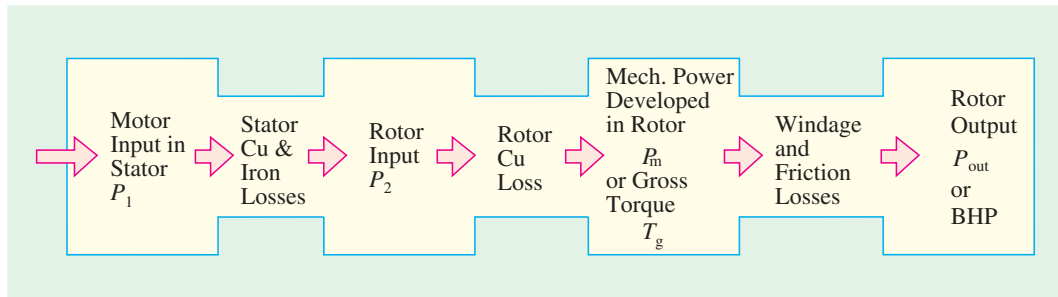 Motor
Input in
Stator
P₁
Stator
Cu &
Iron
Losses
Rotor
Input
P₂
Rotor
Cu
Loss
Mech. Power
Developed
in Rotor
Pm
or Gross
Torque
Tg
Windage
and
Friction
Losses
Rotor
Output
Pout
or
BHP